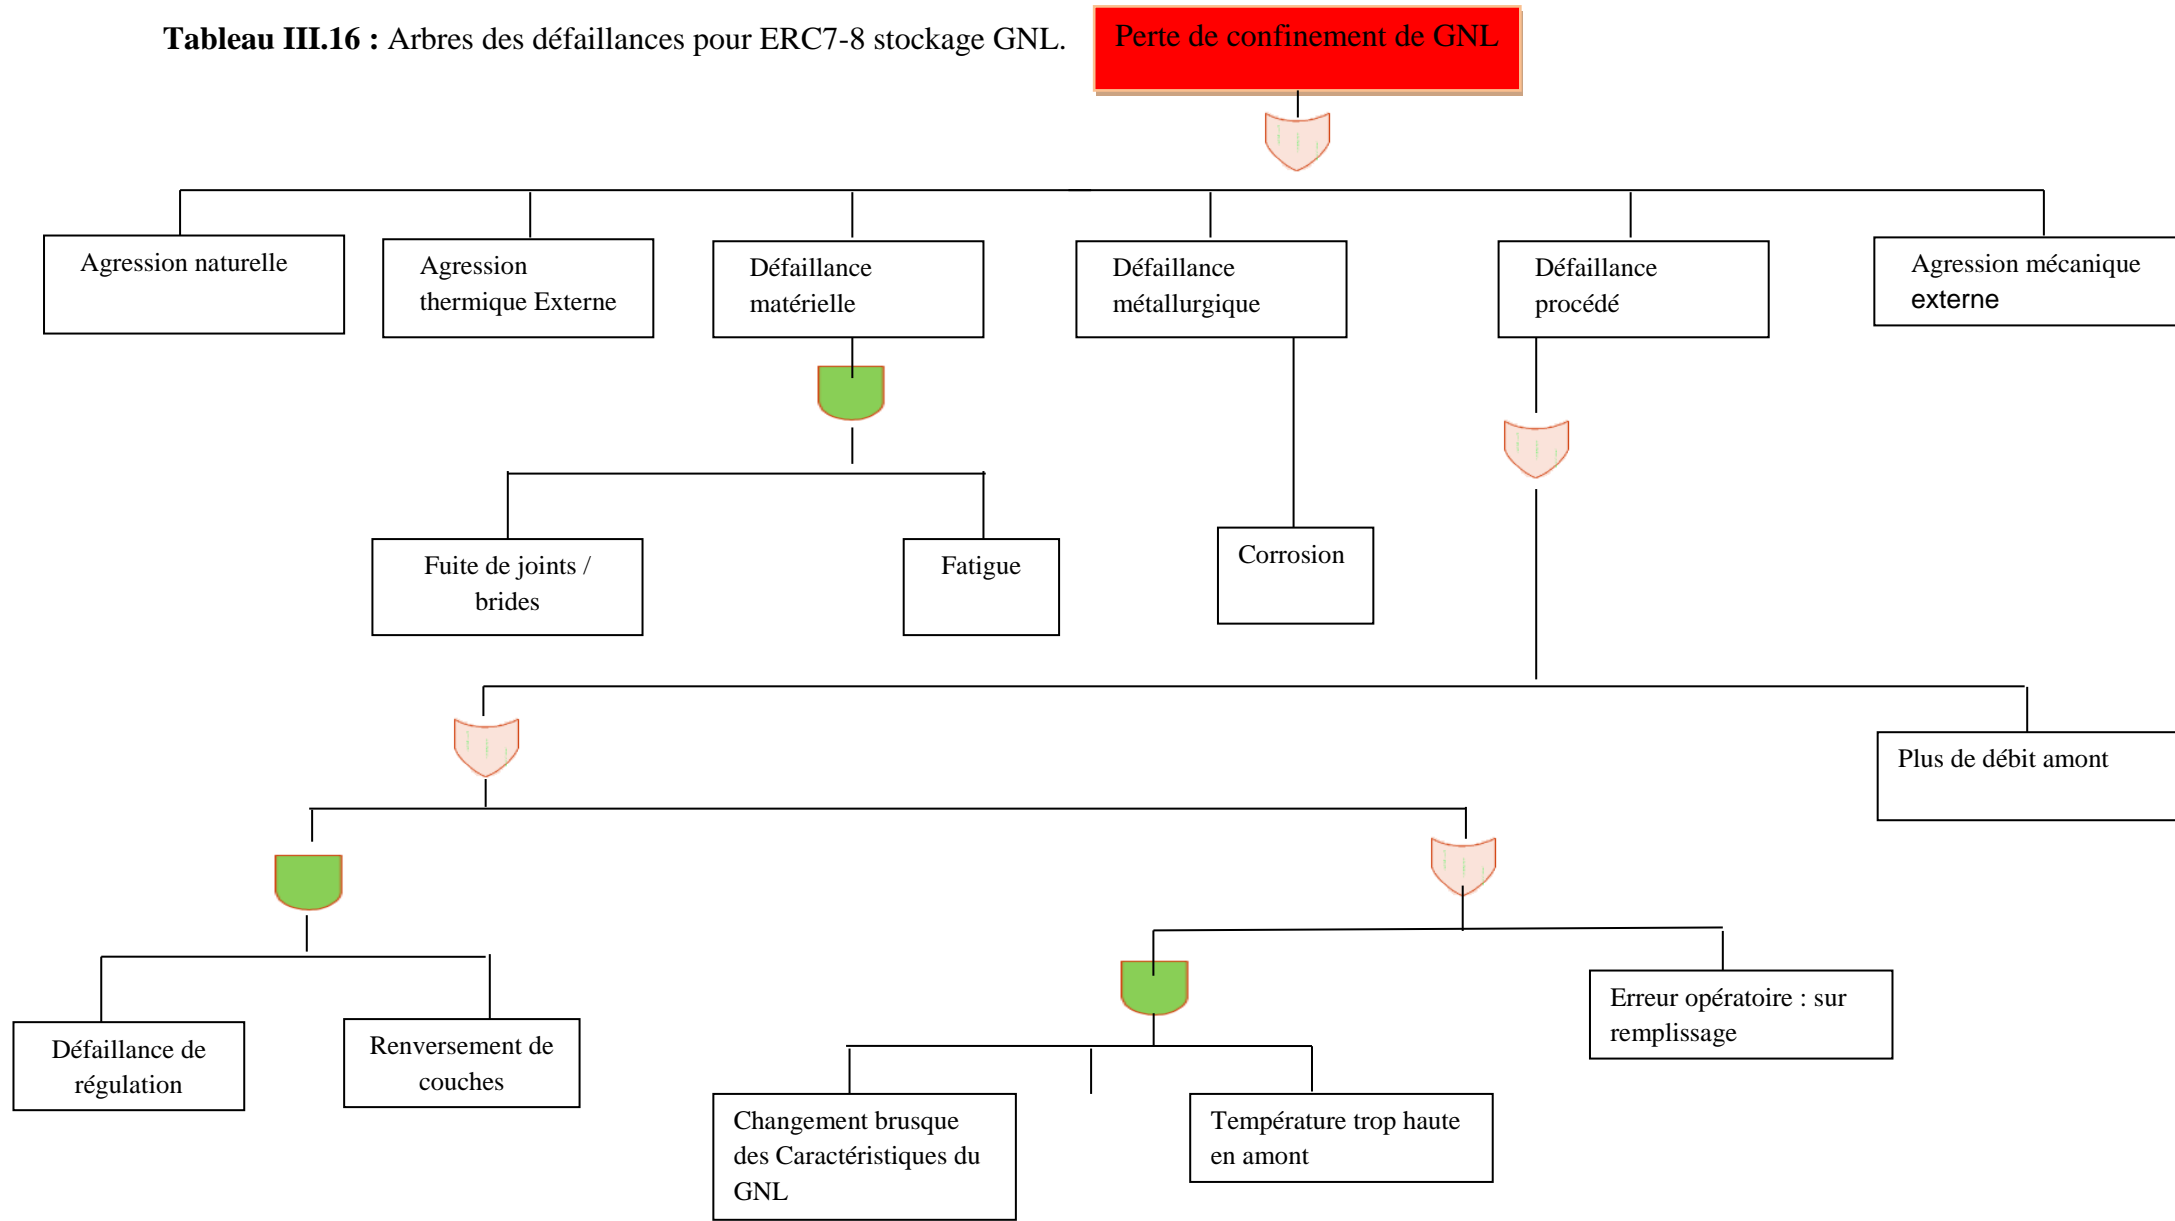 Tableau III.16 : Arbres des défaillances pour ERC7-8 stockage GNL.
Perte de confinement de GNL
Agression naturelle
Agression
thermique Externe
Défaillance
matérielle
Défaillance
métallurgique
Défaillance
procédé
Agression mécanique
externe
Fuite de joints /
brides
Fatigue
Corrosion
Plus de débit amont
Défaillance de
régulation
Renversement de
couches
Changement brusque
des Caractéristiques du
GNL
Température trop haute
en amont
Erreur opératoire : sur
remplissage